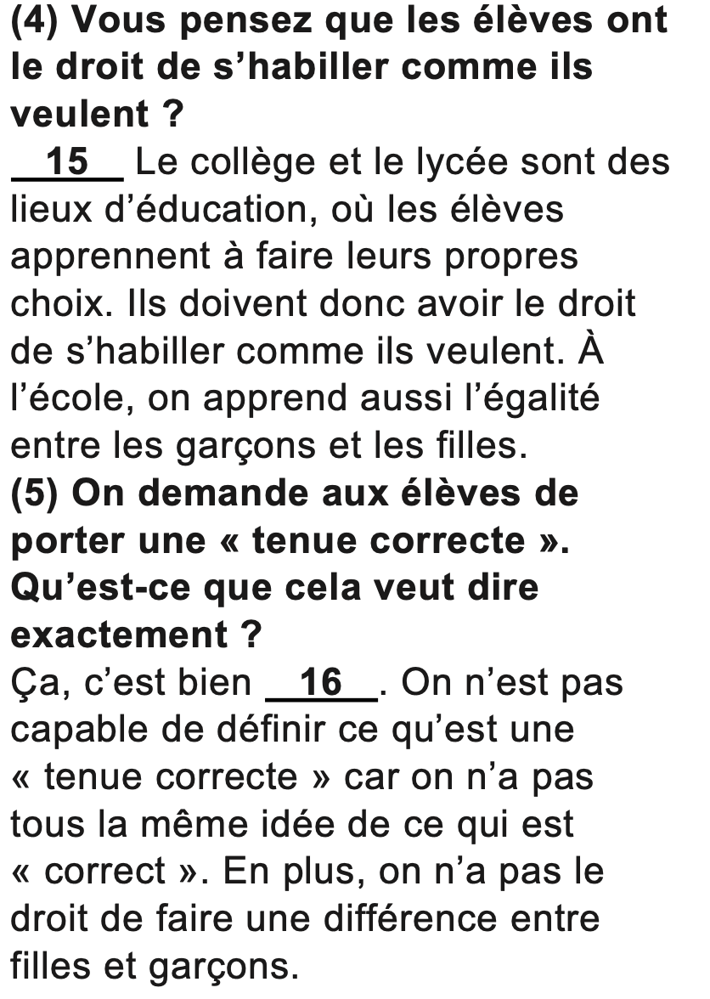 (4) Vous pensez que les élèves ont
le droit de s’habiller comme ils
veulent ?
15 Le collège et le lycée sont des
lieux d’éducation, où les élèves
apprennent à faire leurs propres
choix. Ils doivent donc avoir le droit
de s’habiller comme ils veulent. À
l’école, on apprend aussi l’égalité
entre les garçons et les filles.
(5) On demande aux élèves de
porter une « tenue correcte ».
Qu’est-ce que cela veut dire
exactement ?
Ça, c’est bien 16 . On n’est pas
capable de définir ce qu’est une
« tenue correcte » car on n’a pas
tous la même idée de ce qui est
« correct ». En plus, on n’a pas le
droit de faire une différence entre
filles et garçons.